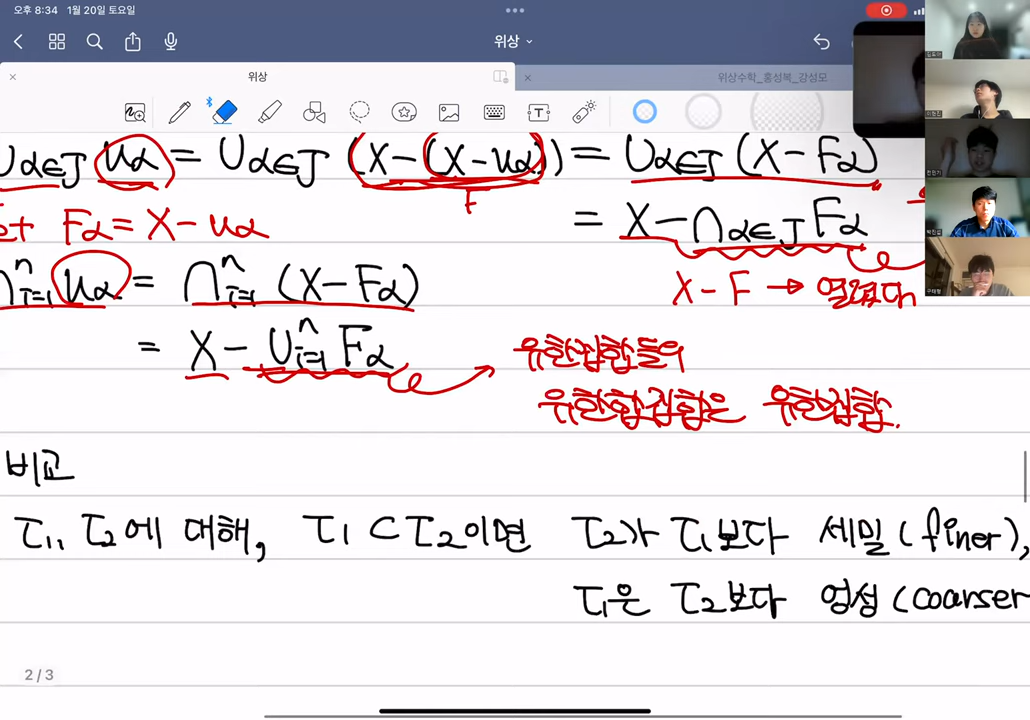 오후 8:34 1월 20일 토요일
위상
위상
위상수학_홍성복_강성모
Uα∈J uα = Uα∈J (X-(X-uα)) = Uα∈J (X-Fα)
F
Fα = X-uα
= X-∩α∈J Fα
∩ⁿi=1 uα = ∩ⁿi=1 (X-Fα)
X-F → 열렸다
= X-Uⁿi=1 Fα
유한집합들의
유한합집합은 유한집합.
비교
τ1, τ2에 대해, τ1⊂τ2이면 τ2가 τ1보다 세밀(finer),
τ1은 τ2보다 엉성(coarser
2/3